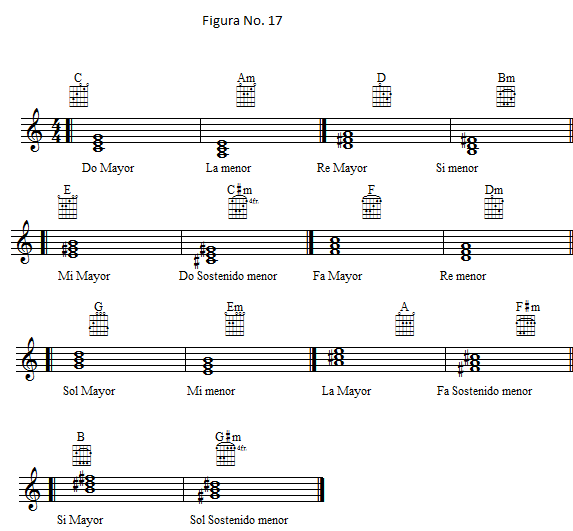 Figura No. 17
C Am D Bm
4
4
Do Mayor La menor Re Mayor Si menor
E C♯m F Dm
4fr.
Mi Mayor Do Sostenido menor Fa Mayor Re menor
G Em A F♯m
Sol Mayor Mi menor La Mayor Fa Sostenido menor
B G♯m
4fr.
Si Mayor Sol Sostenido menor